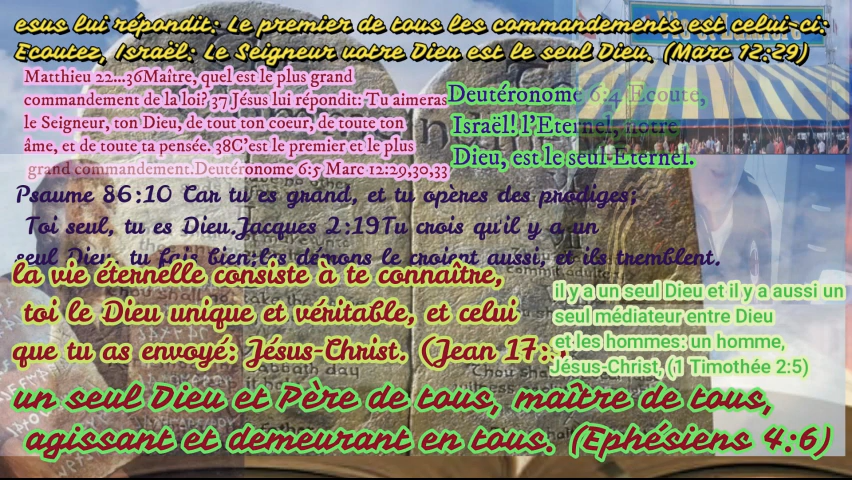 esus lui répondit: Le premier de tous les commandements est celui-ci:
Ecoutez, Israël: Le Seigneur votre Dieu est le seul Dieu. (Marc 12:29)
Matthieu 22...36Maître, quel est le plus grand
commandement de la loi? 37 Jésus lui répondit: Tu aimeras
le Seigneur, ton Dieu, de tout ton coeur, de toute ton
âme, et de toute ta pensée. 38C'est le premier et le plus
grand commandement.Deutéronome 6:5 Marc 12:29,30,33
Deutéronome 6:4 Ecoute,
Israël! l'Eternel, notre
Dieu, est le seul Eternel.
Psaume 86:10 Car tu es grand, et tu opères des prodiges;
Toi seul, tu es Dieu.Jacques 2:19Tu crois qu'il y a un
seul Dieu, tu fais bien;les démons le croient aussi, et ils tremblent.
la vie éternelle consiste à te connaître,
toi le Dieu unique et véritable, et celui
que tu as envoyé: Jésus-Christ. (Jean 17:
il y a un seul Dieu et il y a aussi un
seul médiateur entre Dieu
et les hommes: un homme,
Jésus-Christ, (1 Timothée 2:5)
un seul Dieu et Père de tous, maître de tous,
agissant et demeurant en tous. (Ephésiens 4:6)